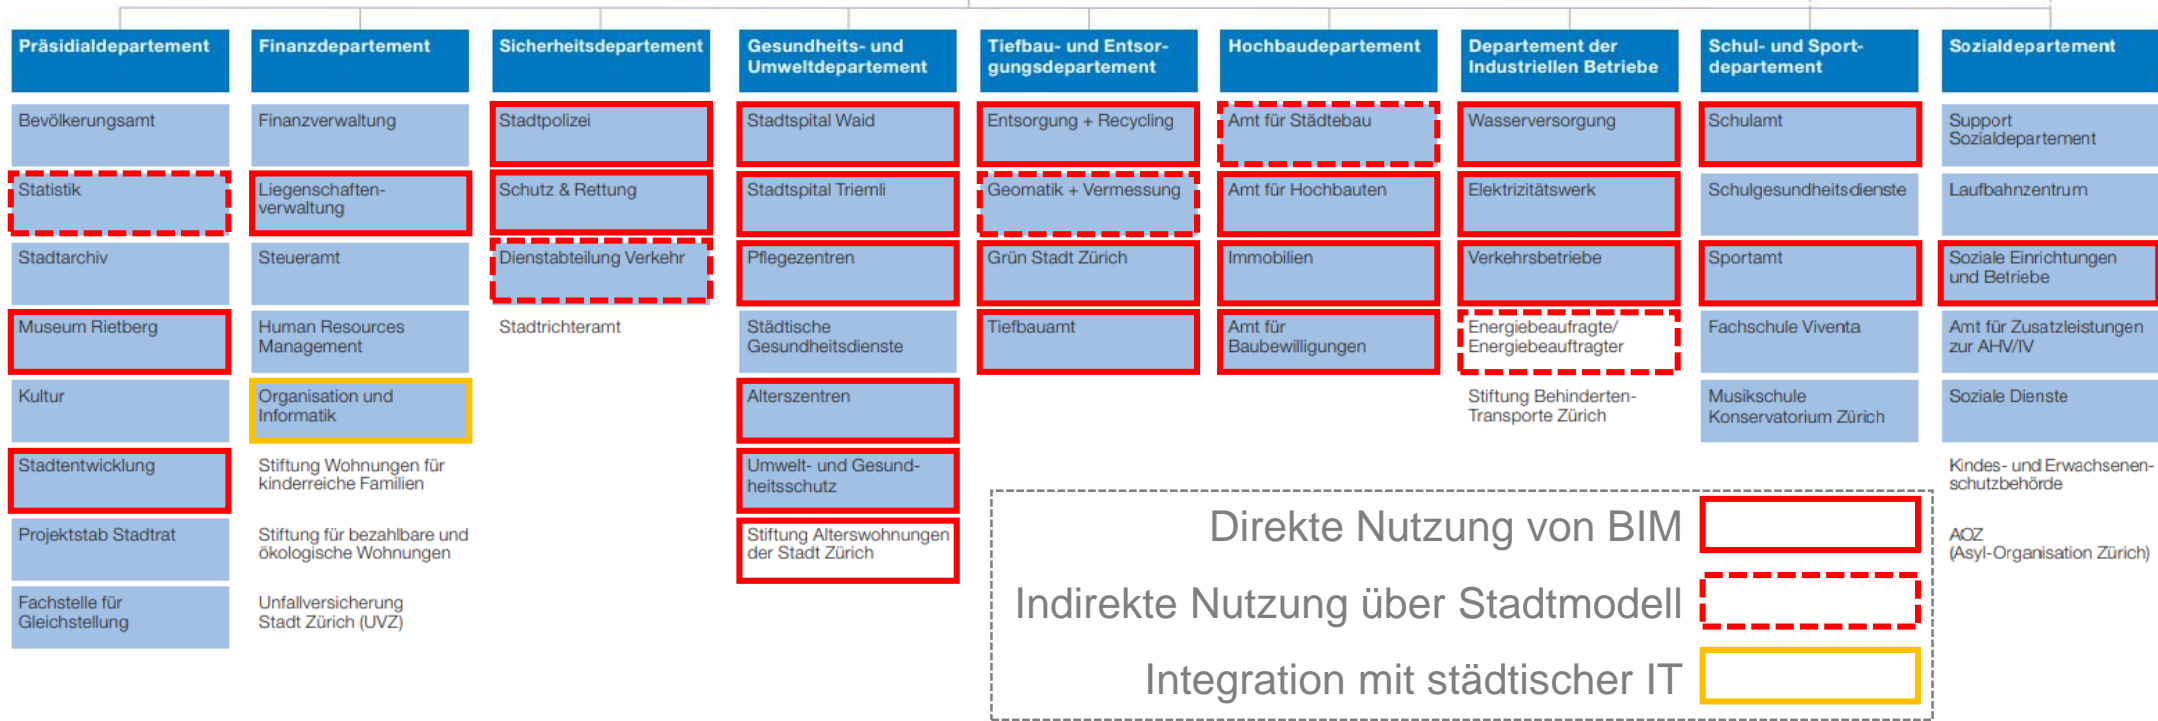 Präsidialdepartement
Bevölkerungsamt
Statistik
Stadtarchiv
Museum Rietberg
Kultur
Stadtentwicklung
Projektstab Stadtrat
Fachstelle für
Gleichstellung
Finanzdepartement
Finanzverwaltung
Liegenschaften-
verwaltung
Steueramt
Human Resources
Management
Organisation und
Informatik
Stiftung Wohnungen für
kinderreiche Familien
Stiftung für bezahlbare und
ökologische Wohnungen
Unfallversicherung
Stadt Zürich (UVZ)
Sicherheitsdepartement
Stadtpolizei
Schutz & Rettung
Dienstabteilung Verkehr
Stadtrichteramt
Gesundheits- und
Umweltdepartement
Stadtspital Waid
Stadtspital Triemli
Pflegezentren
Städtische
Gesundheitsdienste
Alterszentren
Umwelt- und Gesund-
heitsschutz
Stiftung Alterswohnungen
der Stadt Zürich
Tiefbau- und Entsor-
gungsdepartement
Entsorgung + Recycling
Geomatik + Vermessung
Grün Stadt Zürich
Tiefbauamt
Hochbaudepartement
Amt für Städtebau
Amt für Hochbauten
Immobilien
Amt für
Baubewilligungen
Departement der
Industriellen Betriebe
Wasserversorgung
Elektrizitätswerk
Verkehrsbetriebe
Energiebeaufragte/
Energiebeauftragter
Stiftung Behinderten-
Transporte Zürich
Schul- und Sport-
departement
Schulamt
Schulgesundheitsdienste
Sportamt
Fachschule Viventa
Musikschule
Konservatorium Zürich
Sozialdepartement
Support
Sozialdepartement
Laufbahnzentrum
Soziale Einrichtungen
und Betriebe
Amt für Zusatzleistungen
zur AHV/IV
Soziale Dienste
Kindes- und Erwachsenen-
schutzbehörde
AOZ
(Asyl-Organisation Zürich)
Direkte Nutzung von BIM
Indirekte Nutzung über Stadtmodell
Integration mit städtischer IT